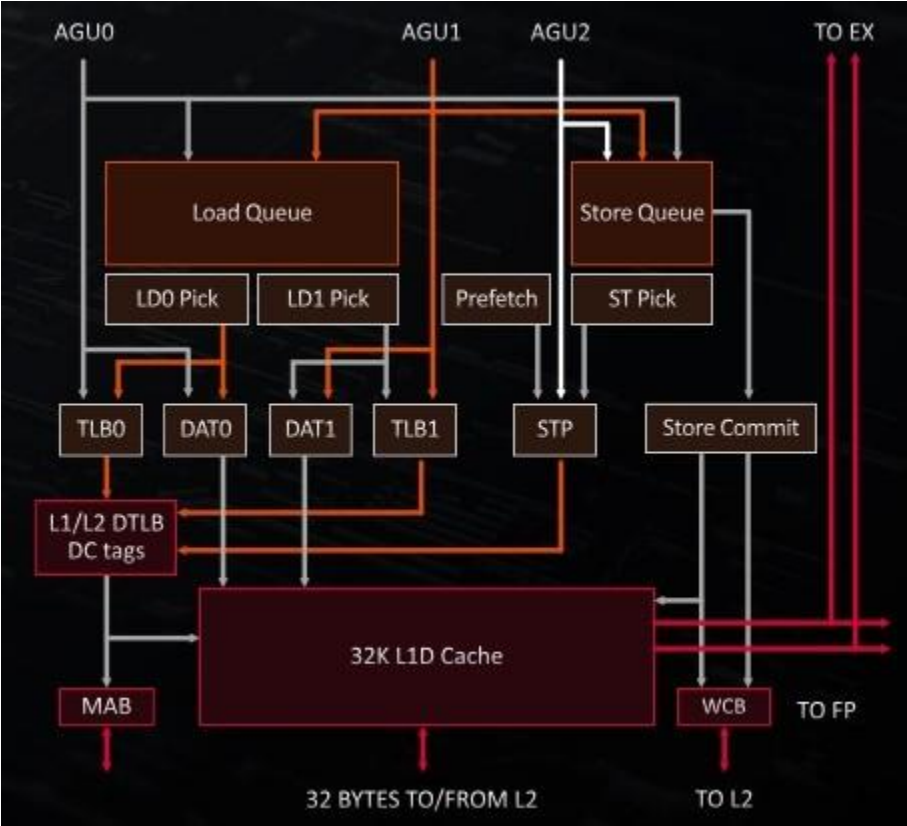 AGU0
AGU1
AGU2
TO EX
Load Queue
Store Queue
LD0 Pick
LD1 Pick
Prefetch
ST Pick
TLB0
DAT0
DAT1
TLB1
STP
Store Commit
L1/L2 DTLB
DC tags
32K L1D Cache
MAB
WCB
TO FP
32 BYTES TO/FROM L2
TO L2